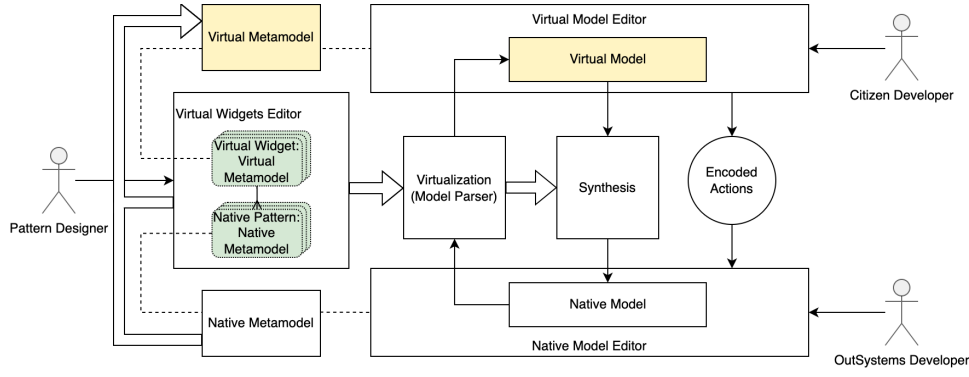 Virtual Metamodel
Virtual Model Editor
Virtual Model
Citizen Developer
Virtual Widgets Editor
Virtual Widget:
Virtual
Metamodel
Native Pattern:
Native
Metamodel
Pattern Designer
Virtualization
(Model Parser)
Synthesis
Encoded
Actions
Native Metamodel
Native Model
Native Model Editor
OutSystems Developer